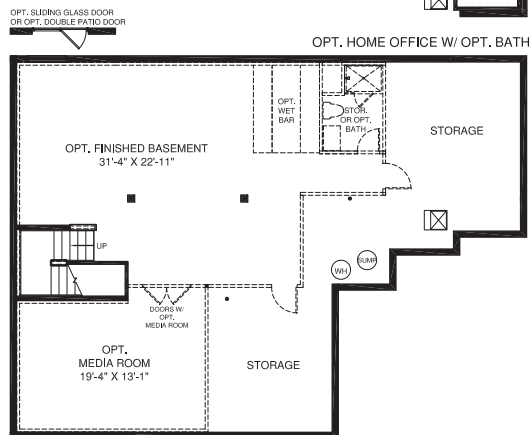 OPT. SLIDING GLASS DOOR
OR OPT. DOUBLE PATIO DOOR
OPT. HOME OFFICE W/ OPT. BATH
OPT.
WET
BAR
STOR.
OR OPT.
BATH
STORAGE
OPT. FINISHED BASEMENT
31'-4" X 22'-11"
UP
WH
SUMP
DOORS W/
OPT.
MEDIA ROOM
OPT.
MEDIA ROOM
19'-4" X 13'-1"
STORAGE